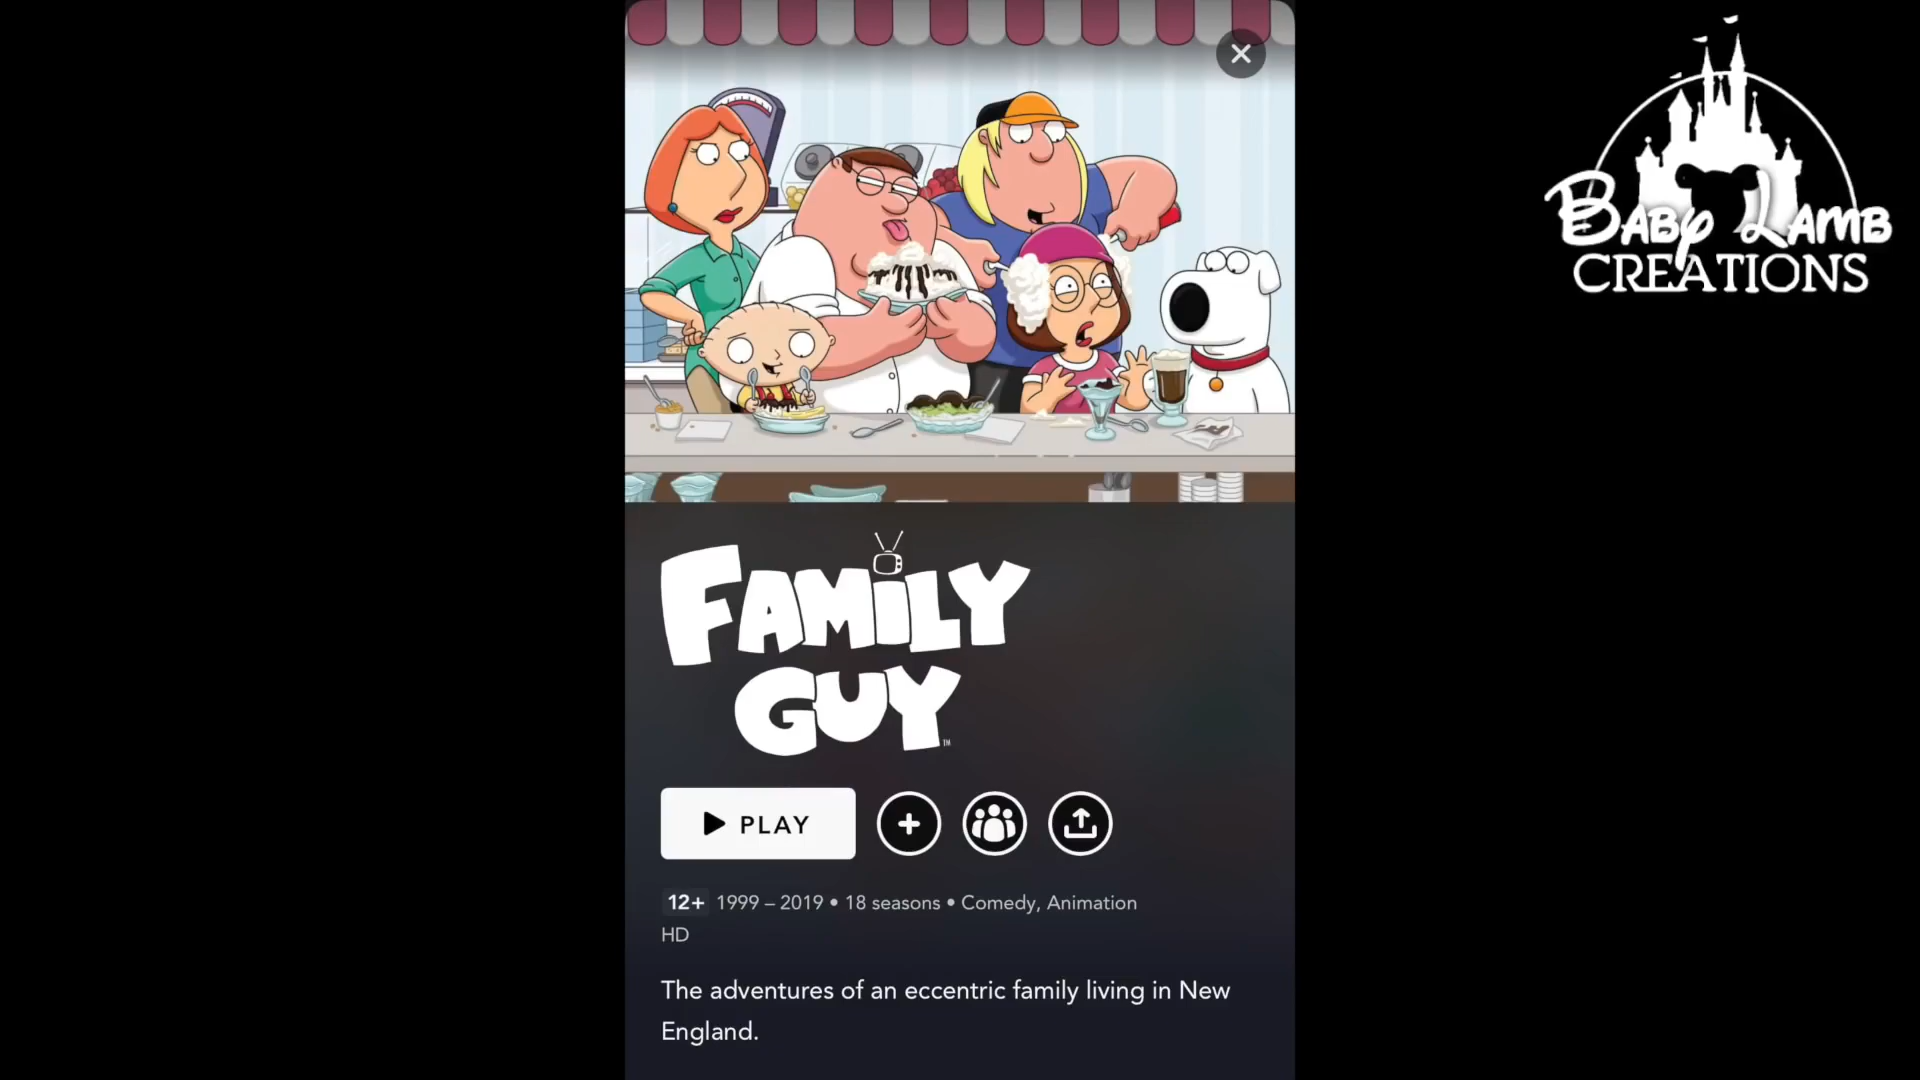 BABY LAMB
CREATIONS
FAMILY
GUY™
PLAY
12+ 1999 – 2019 • 18 seasons • Comedy, Animation
HD
The adventures of an eccentric family living in New
England.